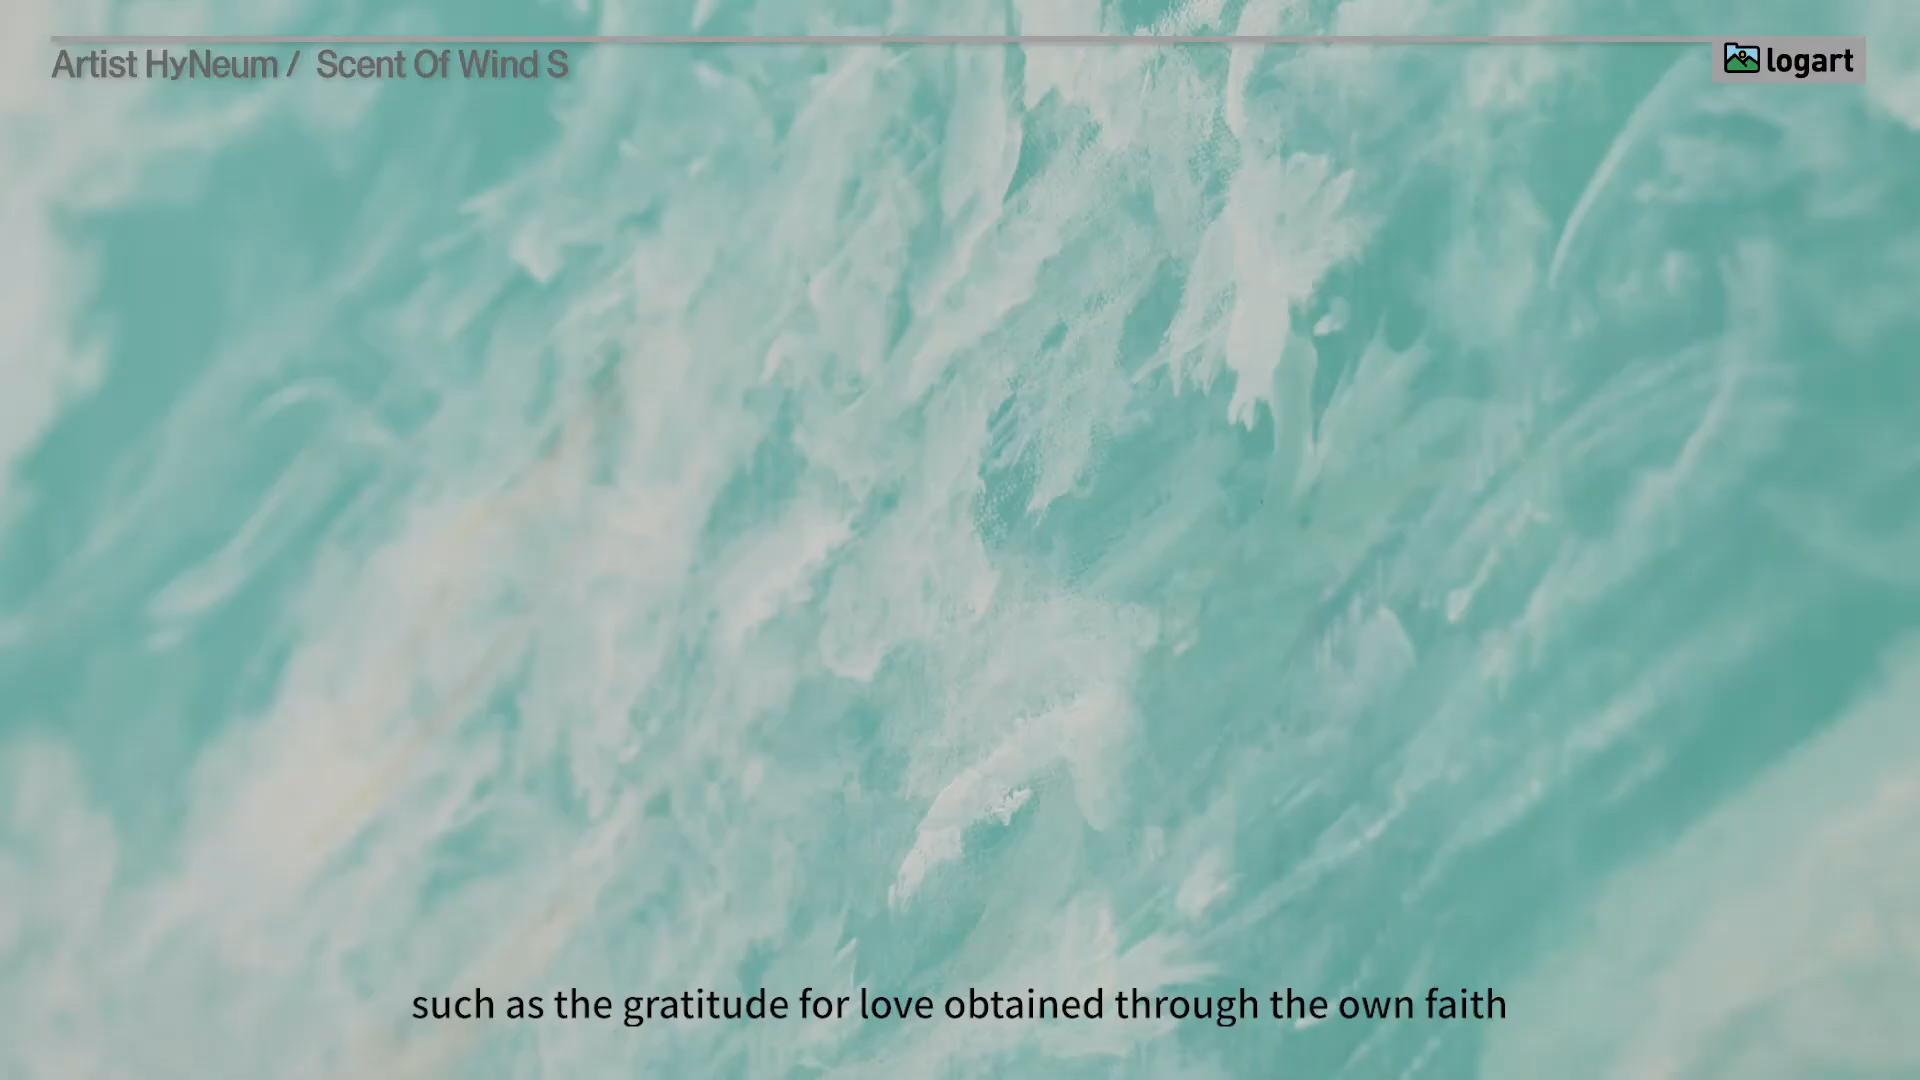 Artist HyNeum / Scent Of Wind S
logart
such as the gratitude for love obtained through the own faith